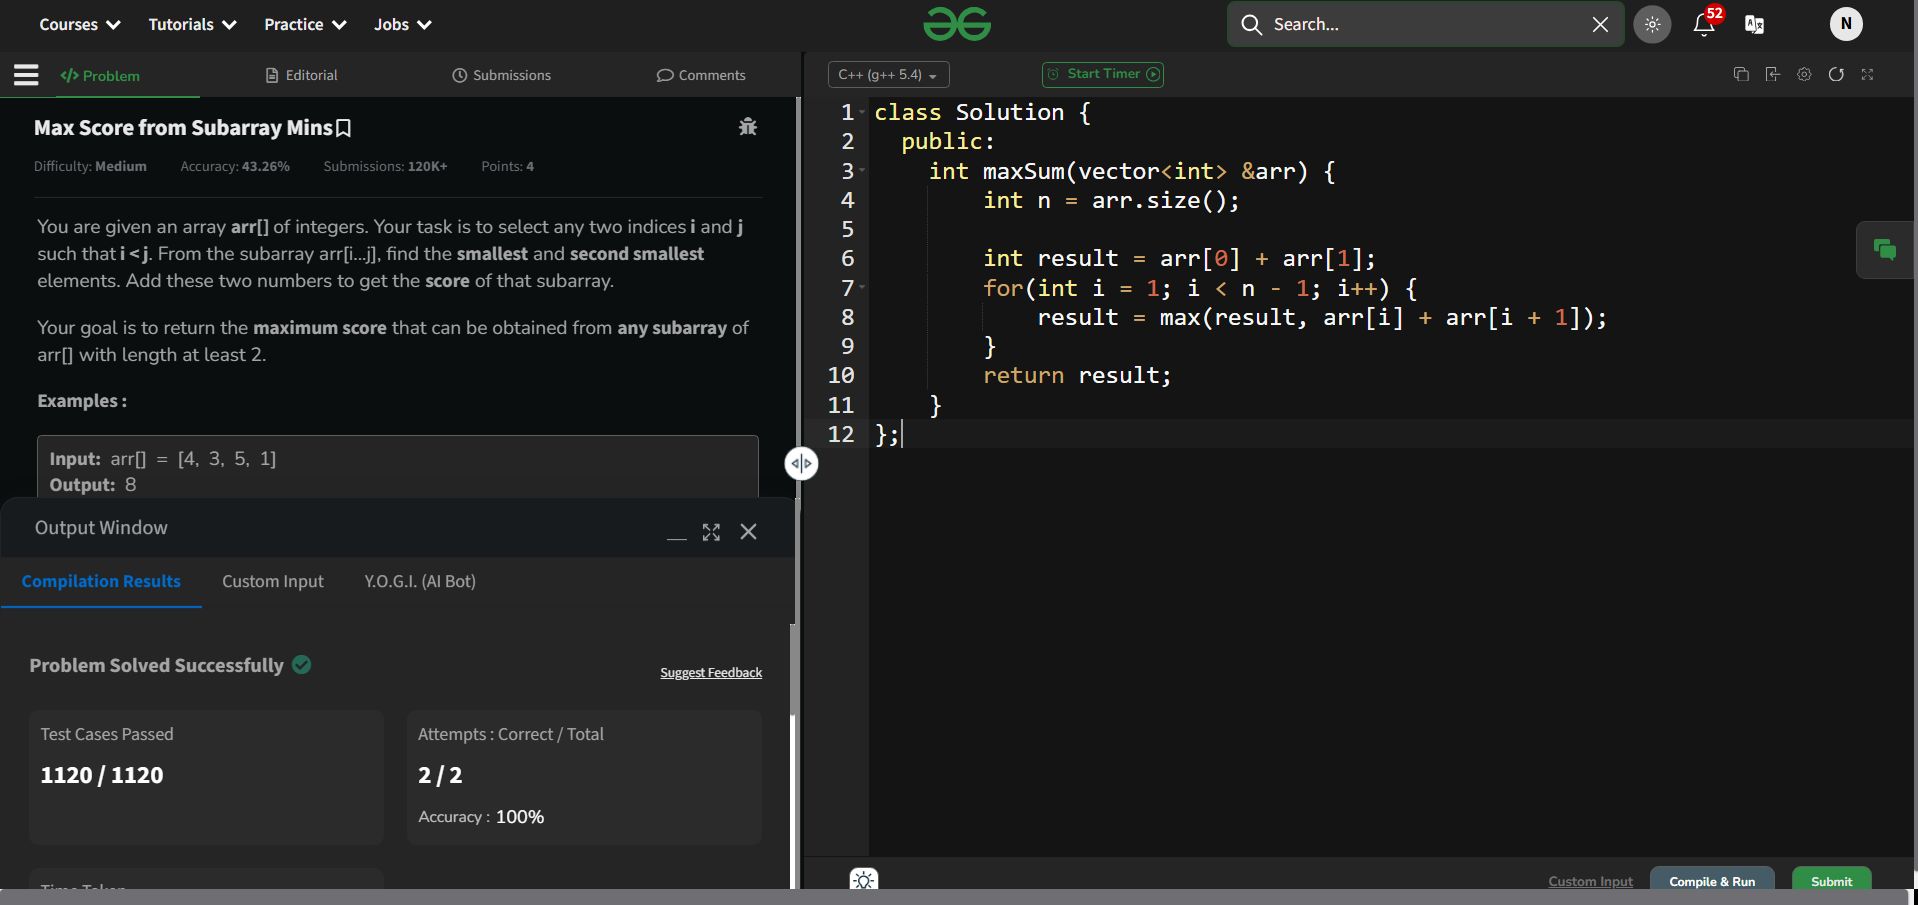 Courses Tutorials Practice Jobs Search... 52 N
Problem Editorial Submissions Comments
Max Score from Subarray Mins
Difficulty: Medium Accuracy: 43.26% Submissions: 120K+ Points: 4
You are given an array arr[] of integers. Your task is to select any two indices i and j
such that i < j. From the subarray arr[i...j], find the smallest and second smallest
elements. Add these two numbers to get the score of that subarray.
Your goal is to return the maximum score that can be obtained from any subarray of
arr[] with length at least 2.
Examples :
Input: arr[] = [4, 3, 5, 1]
Output: 8
Output Window
Compilation Results Custom Input Y.O.G.I. (AI Bot)
Problem Solved Successfully
Suggest Feedback
Test Cases Passed
1120 / 1120
Attempts : Correct / Total
2 / 2
Accuracy : 100%
Time Taken
C++ (g++ 5.4) Start Timer
1 class Solution {
2   public:
3     int maxSum(vector<int> &arr) {
4         int n = arr.size();
5
6         int result = arr[0] + arr[1];
7         for(int i = 1; i < n - 1; i++) {
8             result = max(result, arr[i] + arr[i + 1]);
9         }
10         return result;
11     }
12 };
Custom Input Compile & Run Submit